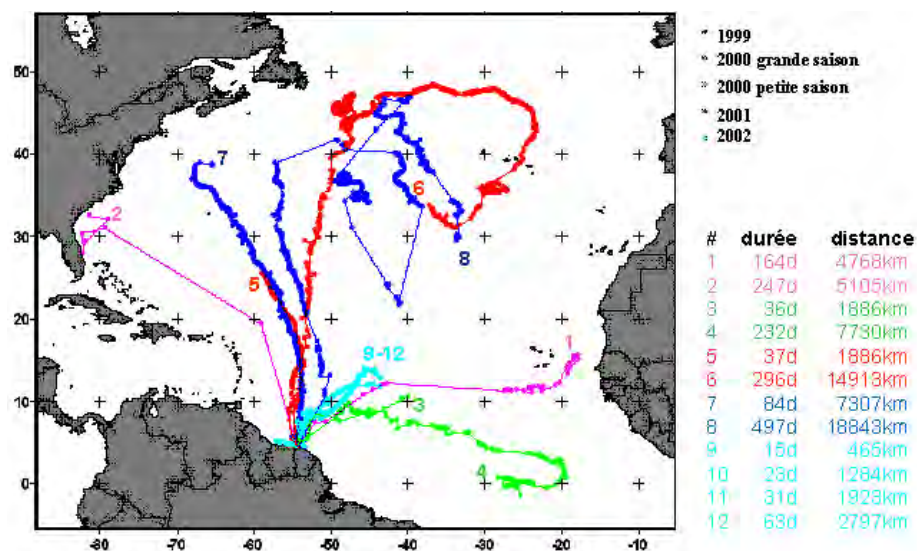 1999
2000 grande saison
2000 petite saison
2001
2002
50
40
30
20
10
0
-80
-70
-60
-50
-40
-30
-20
-10
7
2
5
6
8
9-12
1
3
4
# durée distance
1 164d 4768km
2 247d 5105km
3 36d 1886km
4 232d 7730km
5 37d 1886km
6 296d 14913km
7 84d 7307km
8 497d 18843km
9 15d 465km
10 23d 1284km
11 31d 1928km
12 63d 2797km